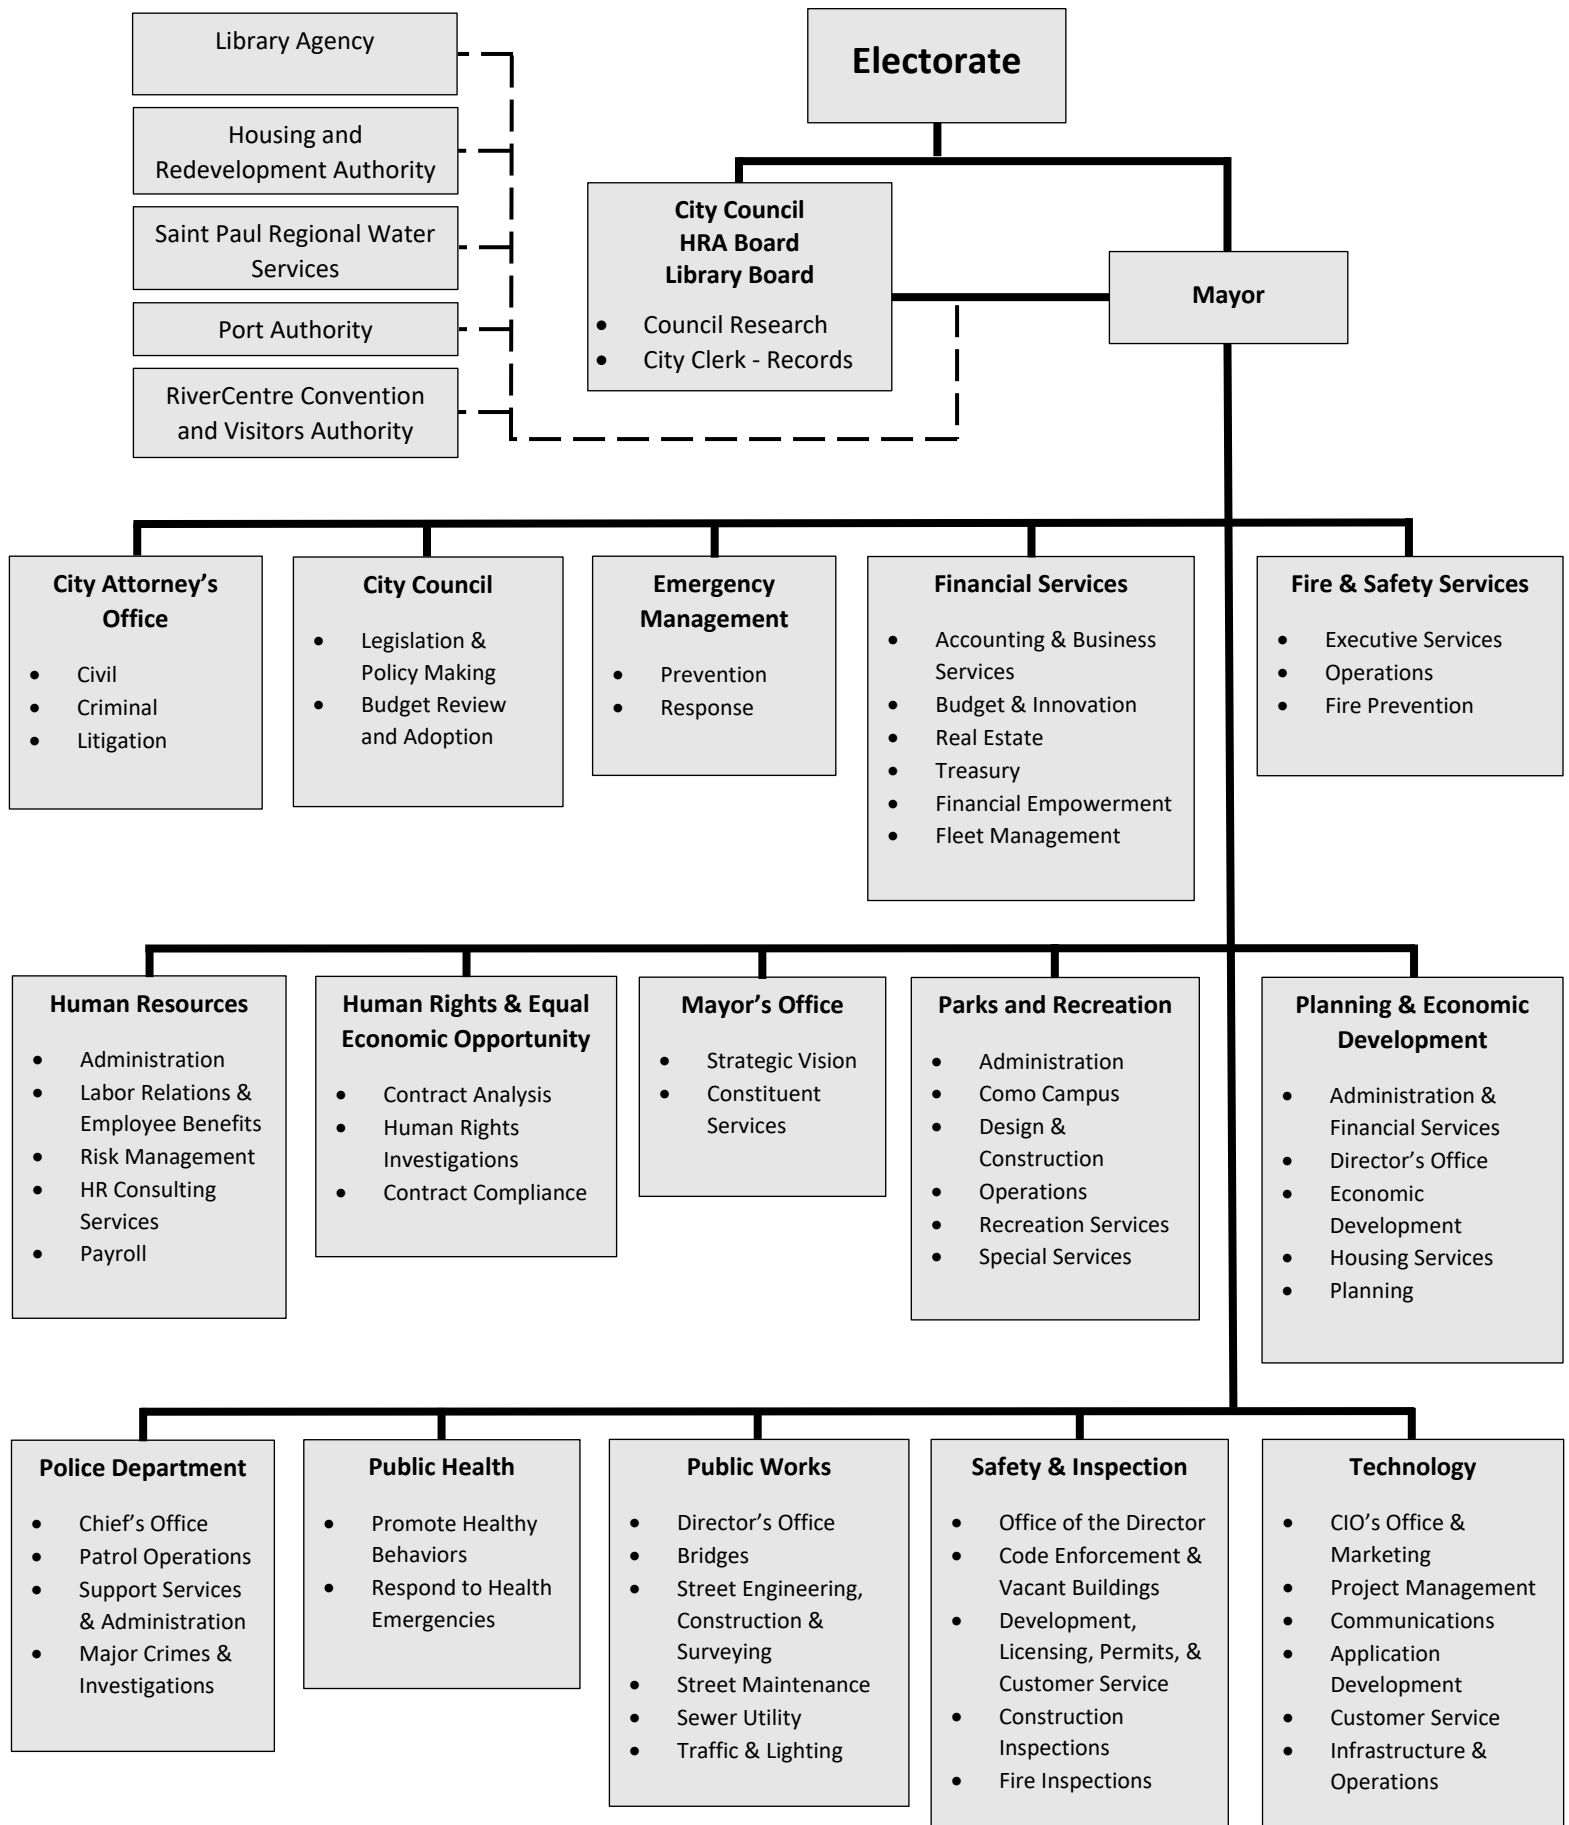 Library Agency
Housing and
Redevelopment Authority
Saint Paul Regional Water
Services
Port Authority
RiverCentre Convention
and Visitors Authority
Electorate
City Council
HRA Board
Library Board
• Council Research
• City Clerk - Records
Mayor
City Attorney’s
Office
• Civil
• Criminal
• Litigation
City Council
• Legislation &
Policy Making
• Budget Review
and Adoption
Emergency
Management
• Prevention
• Response
Financial Services
• Accounting & Business
Services
• Budget & Innovation
• Real Estate
• Treasury
• Financial Empowerment
• Fleet Management
Fire & Safety Services
• Executive Services
• Operations
• Fire Prevention
Human Resources
• Administration
• Labor Relations &
Employee Benefits
• Risk Management
• HR Consulting
Services
• Payroll
Human Rights & Equal
Economic Opportunity
• Contract Analysis
• Human Rights
Investigations
• Contract Compliance
Mayor’s Office
• Strategic Vision
• Constituent
Services
Parks and Recreation
• Administration
• Como Campus
• Design &
Construction
• Operations
• Recreation Services
• Special Services
Planning & Economic
Development
• Administration &
Financial Services
• Director’s Office
• Economic
Development
• Housing Services
• Planning
Police Department
• Chief’s Office
• Patrol Operations
• Support Services
& Administration
• Major Crimes &
Investigations
Public Health
• Promote Healthy
Behaviors
• Respond to Health
Emergencies
Public Works
• Director’s Office
• Bridges
• Street Engineering,
Construction &
Surveying
• Street Maintenance
• Sewer Utility
• Traffic & Lighting
Safety & Inspection
• Office of the Director
• Code Enforcement &
Vacant Buildings
• Development,
Licensing, Permits, &
Customer Service
• Construction
Inspections
• Fire Inspections
Technology
• CIO’s Office &
Marketing
• Project Management
• Communications
• Application
Development
• Customer Service
• Infrastructure &
Operations